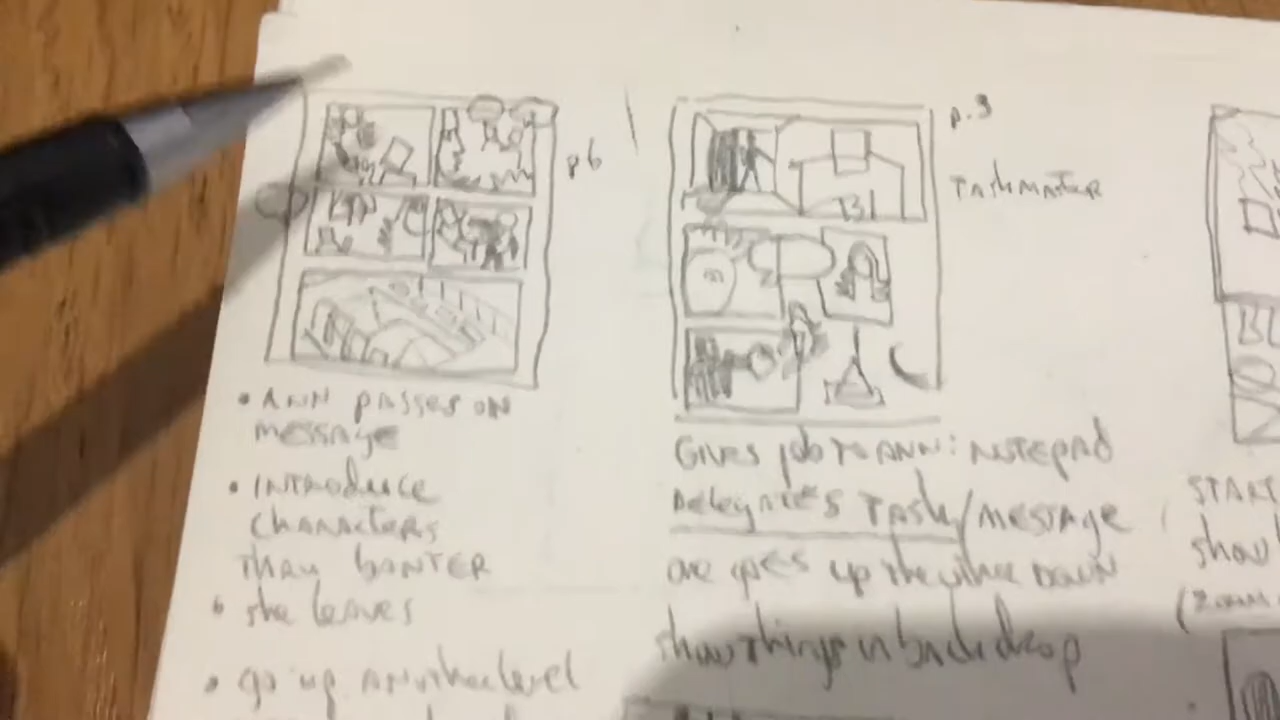 p6
• ANN PASSES ON
MESSAGE
• INTRODUCE
CHARACTERS
THRU BANTER
• She leaves
• go up another level
p.3
TASKMASTER
GIVES job to ANN: NOTEPAD
DELEGATES TASK/MESSAGE
one goes up the other DOWN
show things in backdrop
START
show